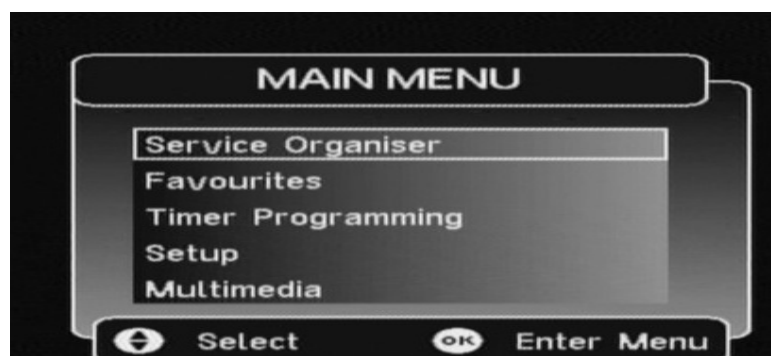 MAIN MENU
Service Organiser
Favourites
Timer Programming
Setup
Multimedia
Select OK Enter Menu